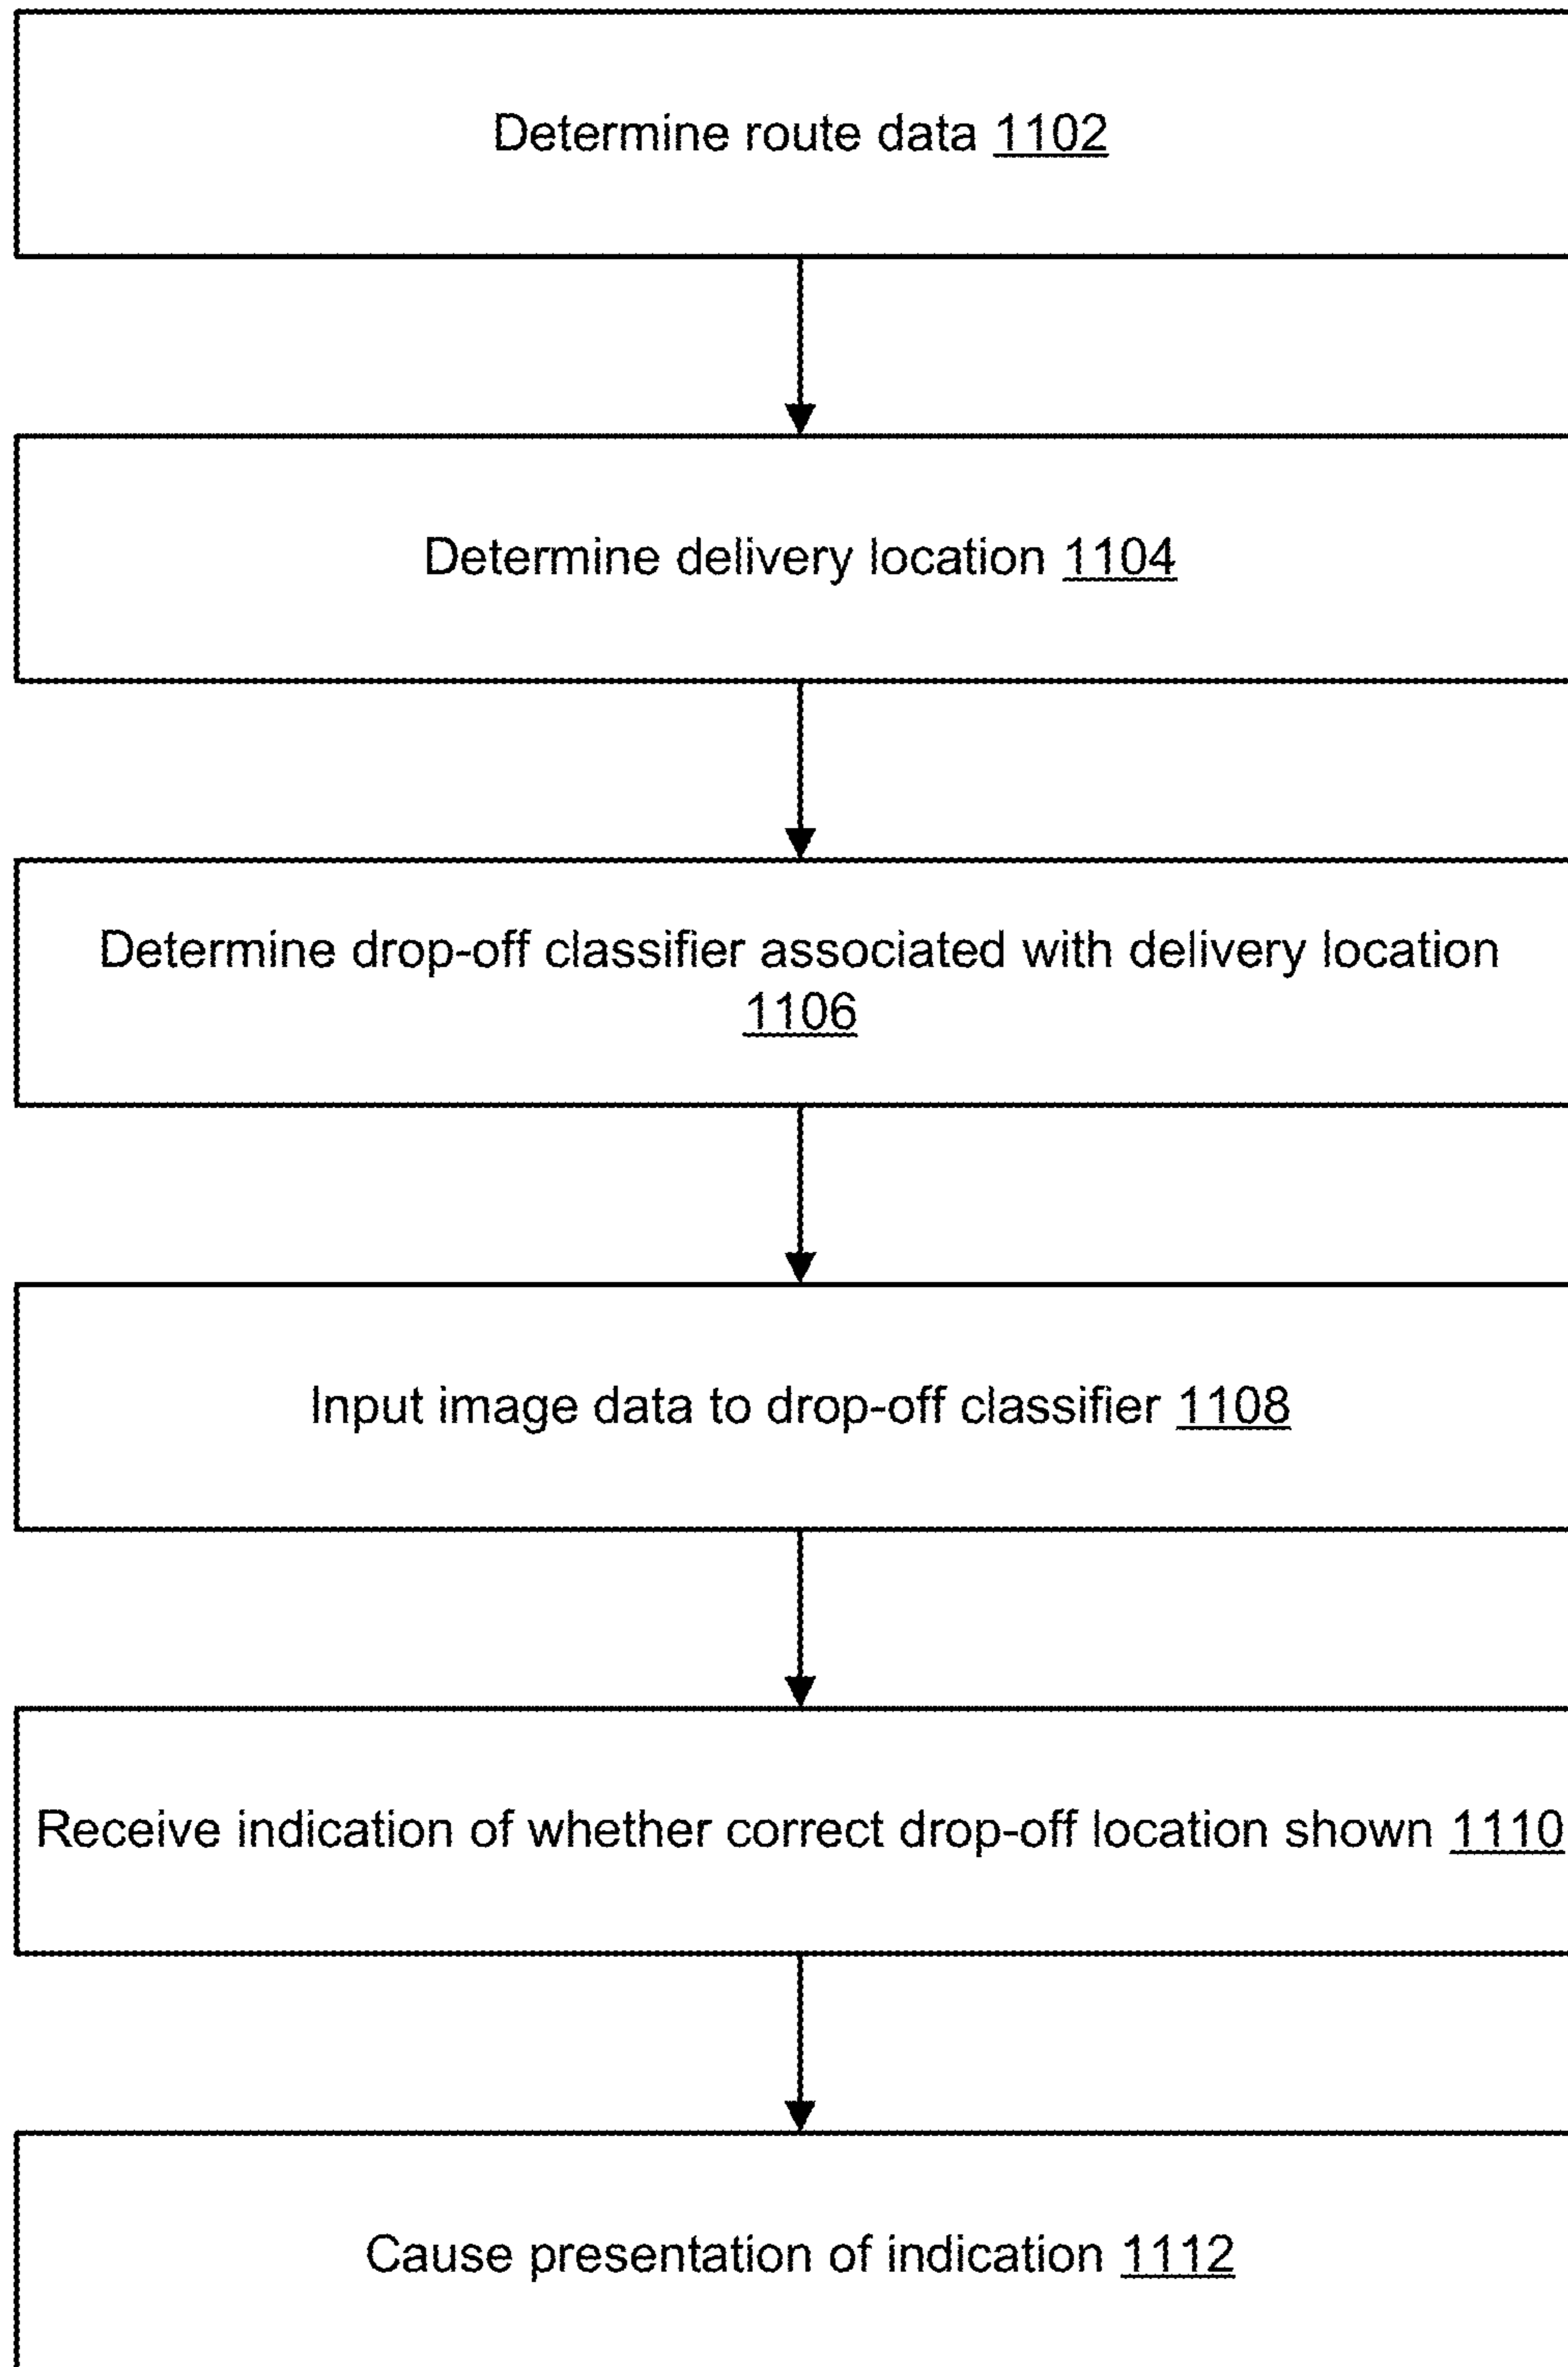 Determine route data 1102
Determine delivery location 1104
Determine drop-off classifier associated with delivery location
1106
Input image data to drop-off classifier 1108
Receive indication of whether correct drop-off location shown 1110
Cause presentation of indication 1112